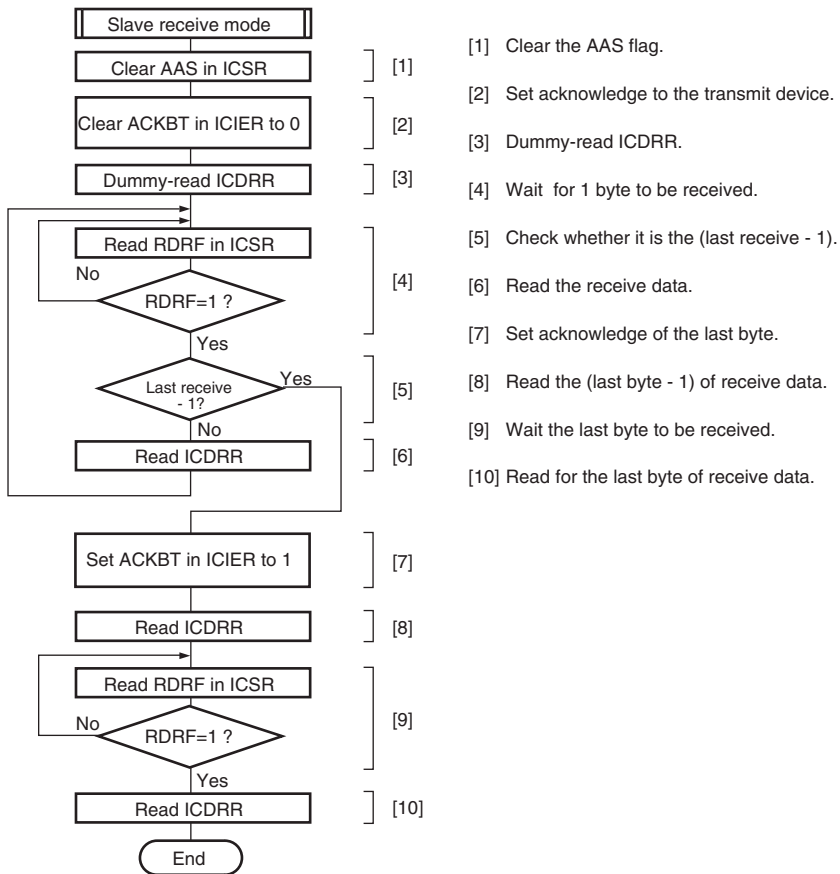 Slave receive mode
Clear AAS in ICSR
[1]
Clear ACKBT in ICIER to 0
[2]
Dummy-read ICDRR
[3]
Read RDRF in ICSR
No
RDRF=1 ?
[4]
Yes
Last receive
- 1?
Yes
[5]
No
Read ICDRR
[6]
Set ACKBT in ICIER to 1
[7]
Read ICDRR
[8]
Read RDRF in ICSR
No
RDRF=1 ?
[9]
Yes
Read ICDRR
[10]
End
[1] Clear the AAS flag.
[2] Set acknowledge to the transmit device.
[3] Dummy-read ICDRR.
[4] Wait for 1 byte to be received.
[5] Check whether it is the (last receive - 1).
[6] Read the receive data.
[7] Set acknowledge of the last byte.
[8] Read the (last byte - 1) of receive data.
[9] Wait the last byte to be received.
[10] Read for the last byte of receive data.